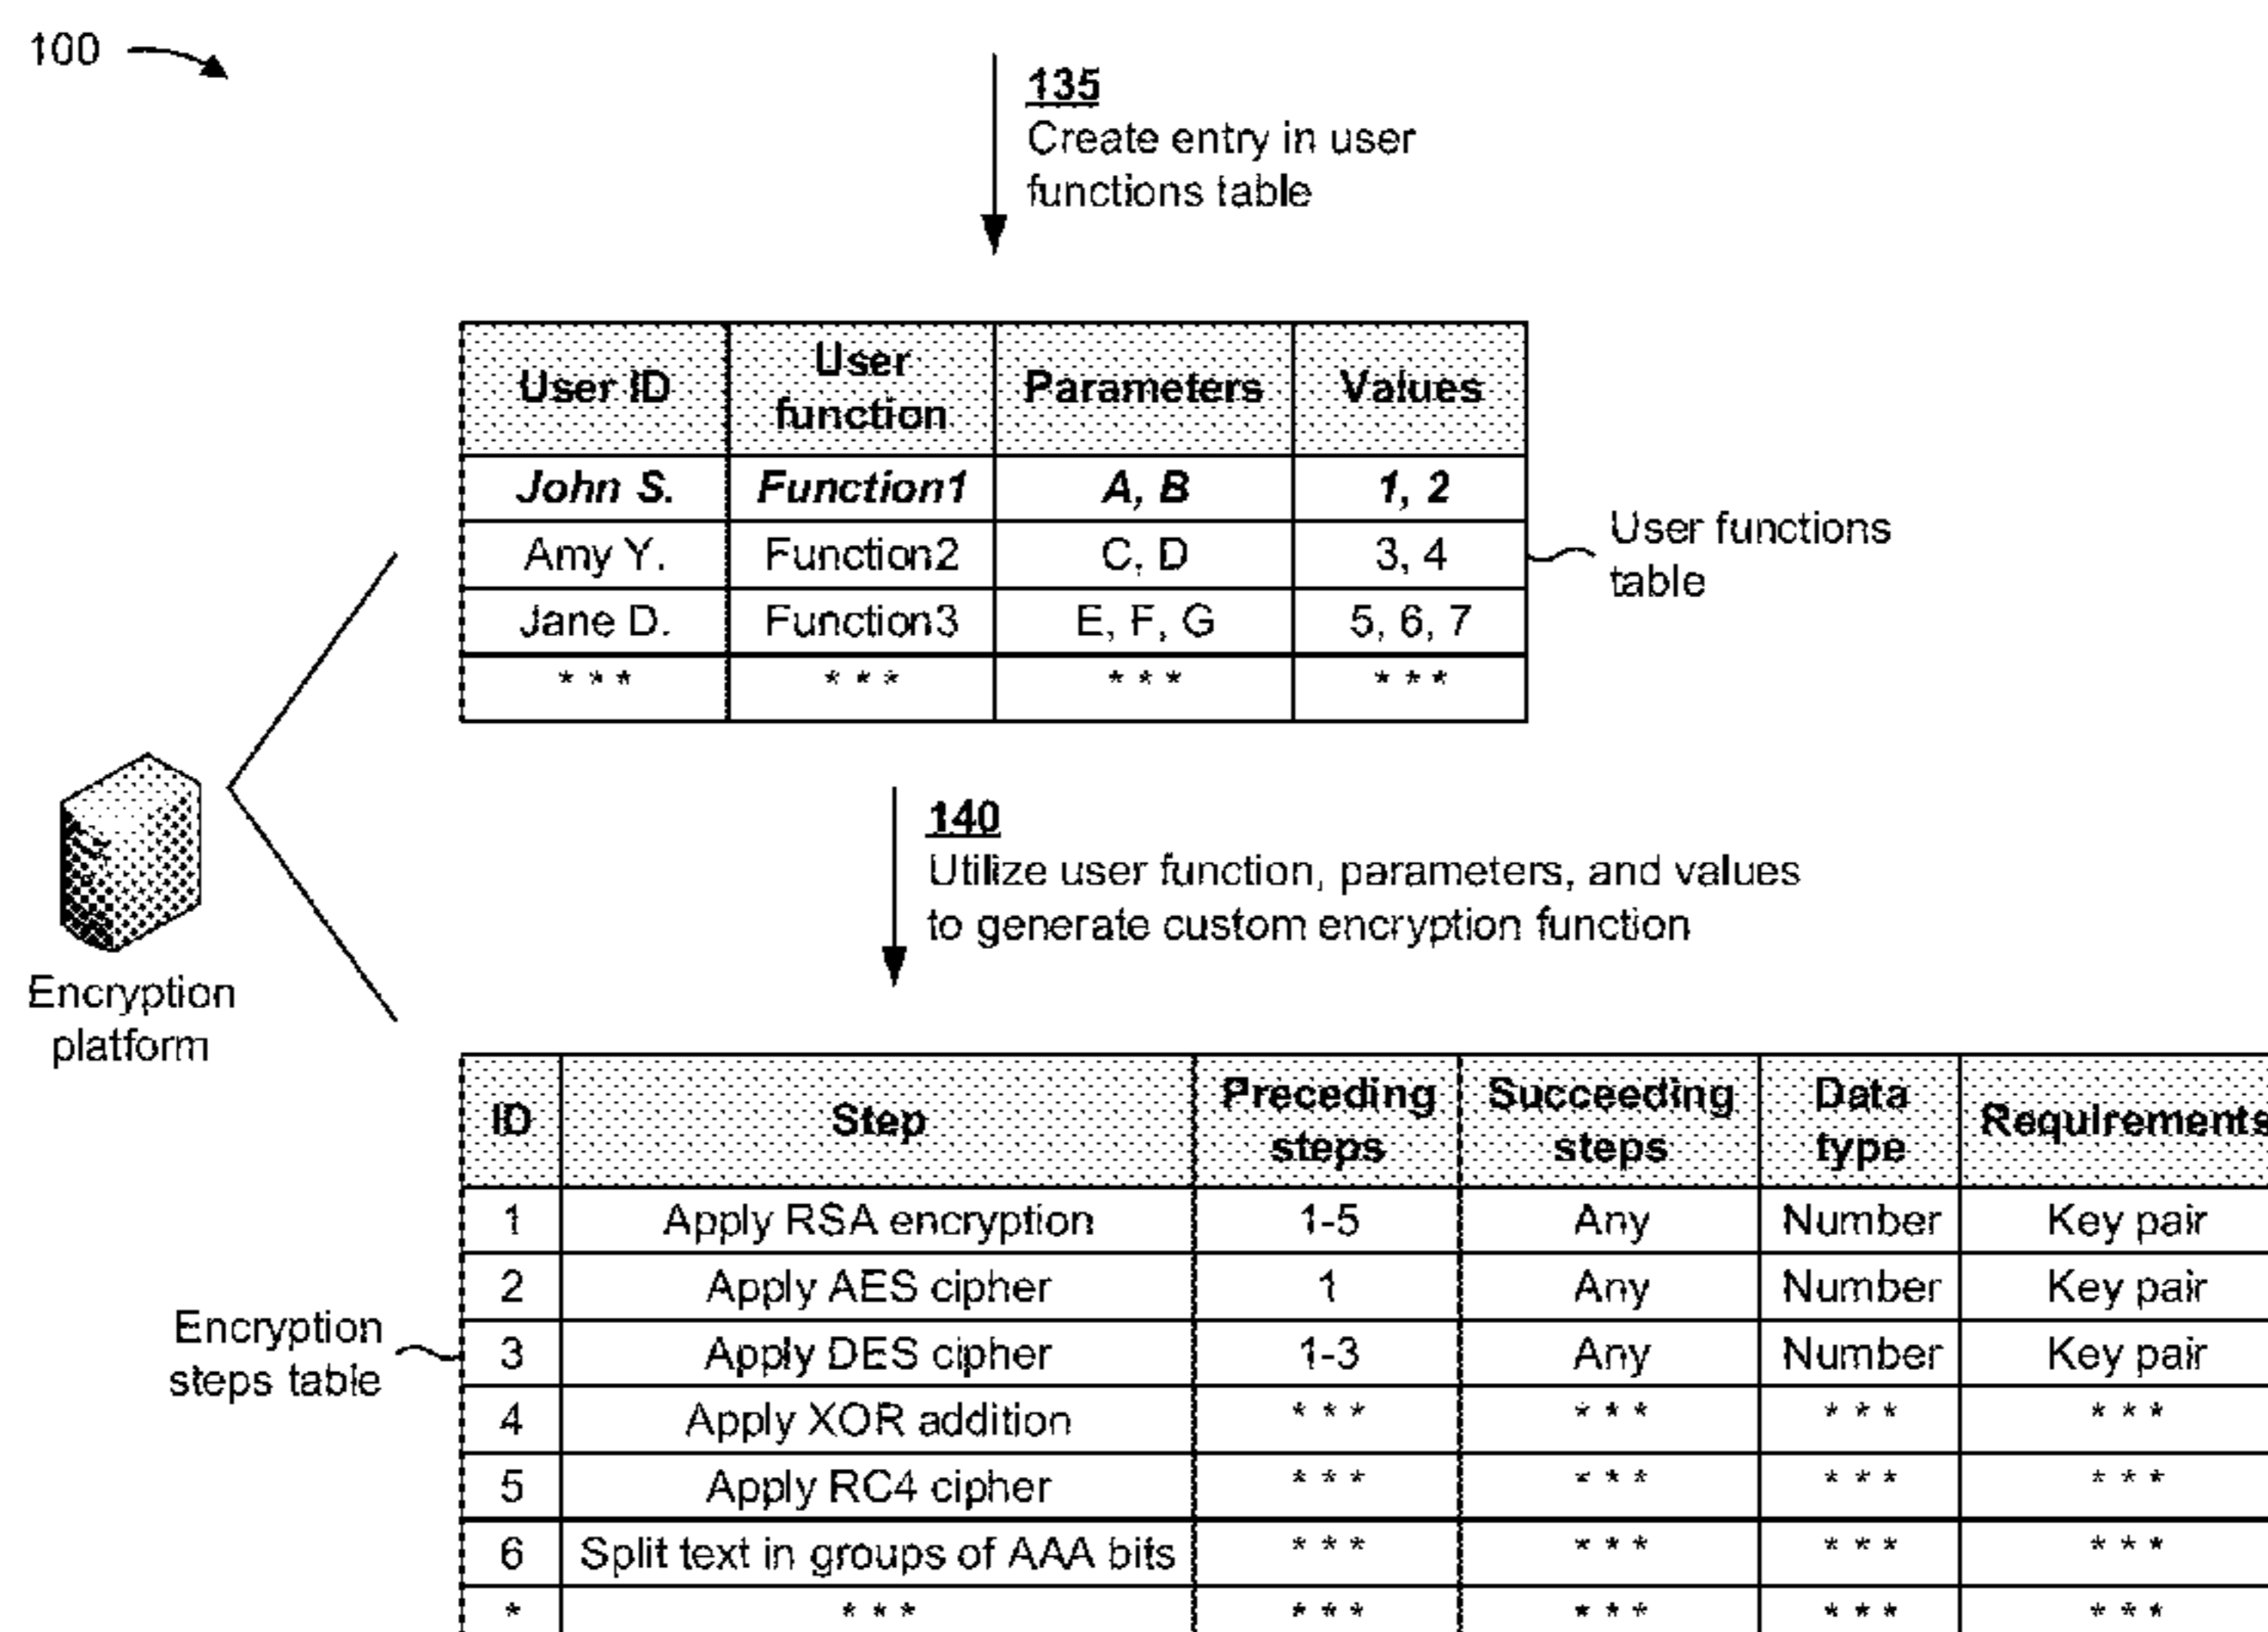 100
135
Create entry in user
functions table
User ID User function Parameters Values
John S. Function1 A, B 1, 2
Amy Y. Function2 C, D 3, 4
Jane D. Function3 E, F, G 5, 6, 7
* * * * * * * * * * * *
User functions
table
140
Utilize user function, parameters, and values
to generate custom encryption function
Encryption
platform
ID Step Preceding steps Succeeding steps Data type Requirements
1 Apply RSA encryption 1-5 Any Number Key pair
2 Apply AES cipher 1 Any Number Key pair
3 Apply DES cipher 1-3 Any Number Key pair
4 Apply XOR addition * * * * * * * * * * * *
5 Apply RC4 cipher * * * * * * * * * * * *
6 Split text in groups of AAA bits * * * * * * * * * * * *
* * * * * * * * * * * * * * * *
Encryption
steps table